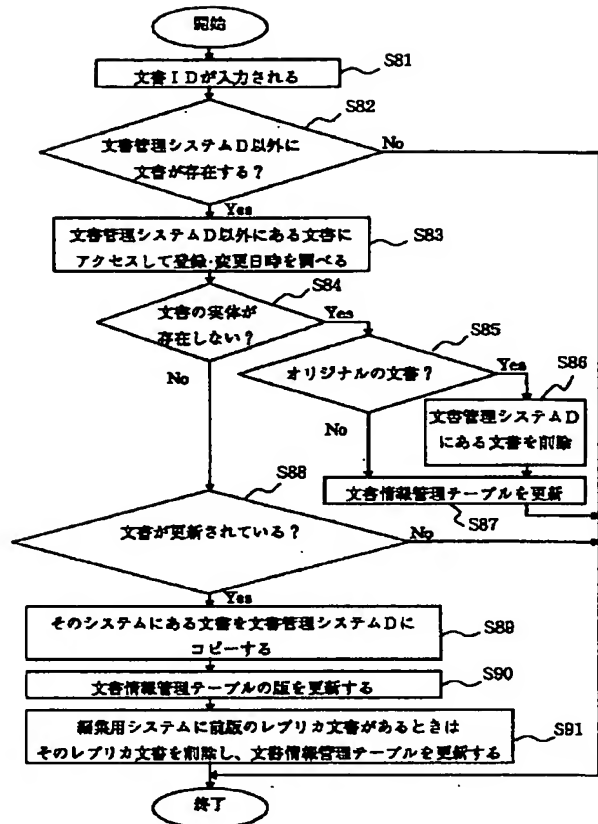 開始
S81
文書IDが入力される
S82
文書管理システムD以外に
文書が存在する?
No
Yes
文書管理システムD以外にある文書に
アクセスして登録・変更日時を調べる
S83
S84
文書の実体が
存在しない?
Yes
No
S85
オリジナルの文書?
Yes
No
S86
文書管理システムD
にある文書を削除
文書情報管理テーブルを更新
S87
S88
文書が更新されている?
No
Yes
そのシステムにある文書を文書管理システムDに
コピーする
S89
S90
文書情報管理テーブルの版を更新する
編集用システムに前版のレプリカ文書があるときは
そのレプリカ文書を削除し、文書情報管理テーブルを更新する
S91
終了